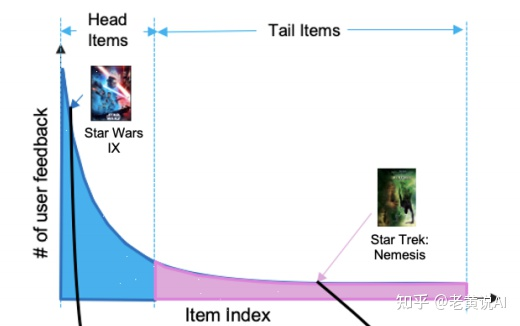 Head
Items
Tail Items
Star Wars
IX
# of user feedback
Star Trek:
Nemesis
Item Index
知乎 @老黄说AI